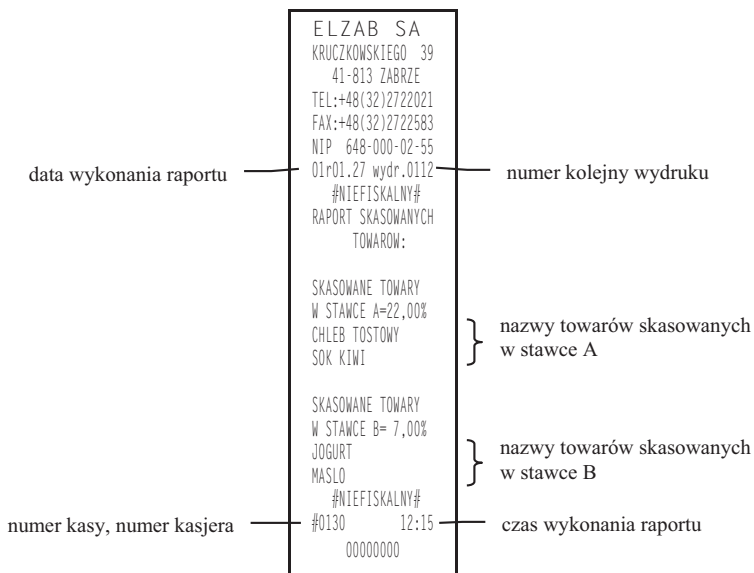 ELZAB SA
KRUCZKOWSKIEGO 39
41-813 ZABRZE
TEL:+48(32)2722021
FAX:+48(32)2722583
NIP 648-000-02-55
data wykonania raportu
01r01.27 wydr.0112
numer kolejny wydruku
#NIEFISKALNY#
RAPORT SKASOWANYCH
TOWAROW:
SKASOWANE TOWARY
W STAWCE A=22,00%
CHLEB TOSTOWY
SOK KIWI
nazwy towarów skasowanych
w stawce A
SKASOWANE TOWARY
W STAWCE B= 7,00%
JOGURT
MASLO
nazwy towarów skasowanych
w stawce B
#NIEFISKALNY#
numer kasy, numer kasjera
#0130 12:15
czas wykonania raportu
00000000